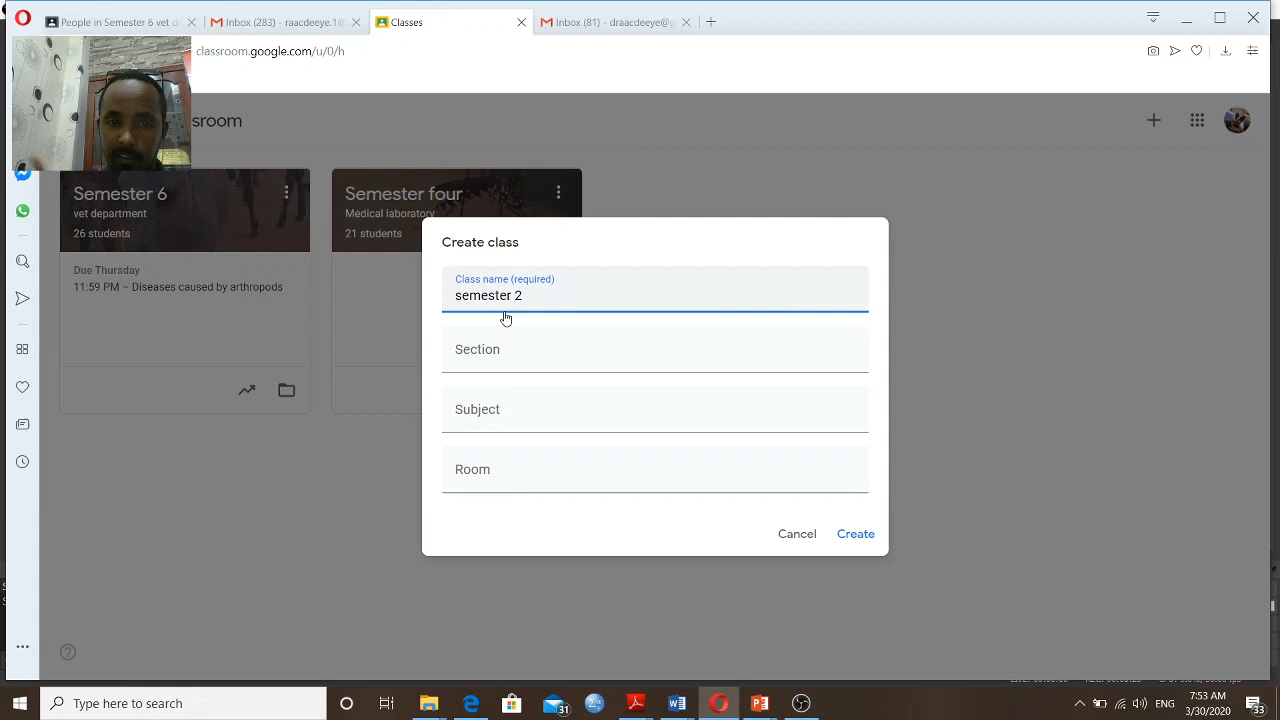 People in Semester 6 vet d
Inbox (283) – raacdeeye.1@
Classes
Inbox (81) – draacdeeye@g
classroom.google.com/u/0/h
sroom
Semester 6
vet department
26 students
Semester four
Medical laboratory
21 students
Due Thursday
11:59 PM – Diseases caused by arthropods
Create class
Class name (required)
semester 2
Section
Subject
Room
Cancel
Create
Type here to search
31
ENG
7:53 AM
3/30/2020
33